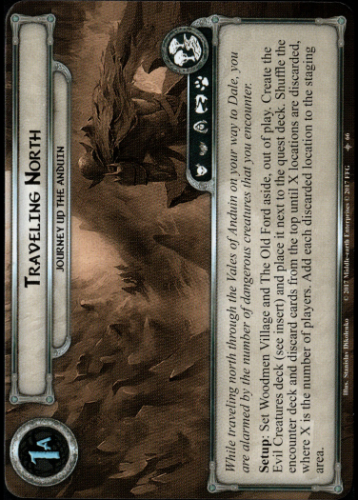 1A
TRAVELING NORTH
JOURNEY UP THE ANDUIN
While traveling north through the Vales of Anduin on your way to Dale, you
are alarmed by the number of dangerous creatures that you encounter.
Setup: Set Woodmen Village and The Old Ford aside, out of play. Create the
Evil Creatures deck (see insert) and place it next to the quest deck. Shuffle the
encounter deck and discard cards from the top until X locations are discarded,
where X is the number of players. Add each discarded location to the staging
area.
Illus. Stanislav Dikolenko © 2017 Middle-earth Enterprises © 2017 FFG 66